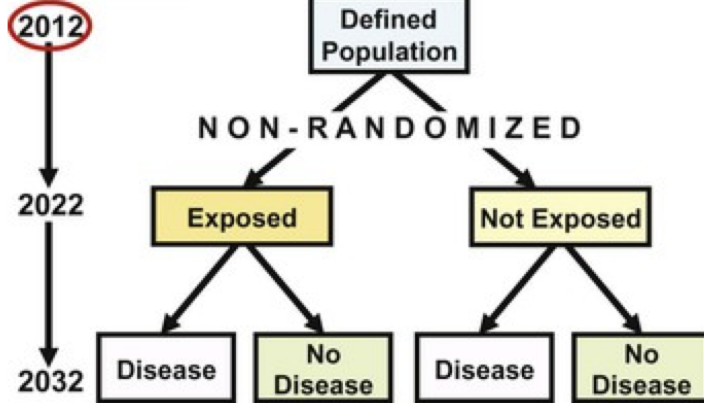 2012
Defined
Population
NON-RANDOMIZED
2022
Exposed
Not Exposed
2032
Disease
No
Disease
Disease
No
Disease